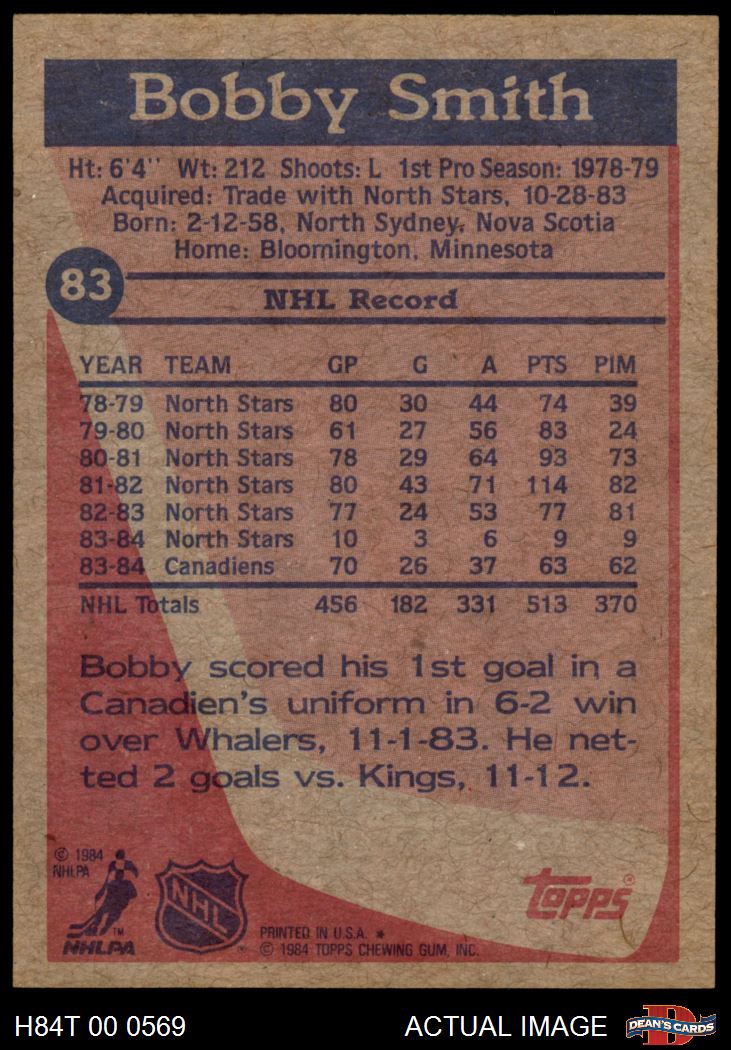 Bobby Smith
Ht: 6'4" Wt: 212 Shoots: L 1st Pro Season: 1978-79
Acquired: Trade with North Stars, 10-28-83
Born: 2-12-58, North Sydney, Nova Scotia
Home: Bloomington, Minnesota
83
NHL Record
YEAR TEAM GP G A PTS PIM
78-79 North Stars 80 30 44 74 39
79-80 North Stars 61 27 56 83 24
80-81 North Stars 78 29 64 93 73
81-82 North Stars 80 43 71 114 82
82-83 North Stars 77 24 53 77 81
83-84 North Stars 10 3 6 9 9
83-84 Canadiens 70 26 37 63 62
NHL Totals 456 182 331 513 370
Bobby scored his 1st goal in a
Canadien's uniform in 6-2 win
over Whalers, 11-1-83. He net-
ted 2 goals vs. Kings, 11-12.
© 1984
NHLPA
TM
NHLPA
NHL
®
TOPPS®
PRINTED IN U.S.A. *
© 1984 TOPPS CHEWING GUM, INC.
H84T 00 0569 ACTUAL IMAGE
D
DEAN'S CARDS